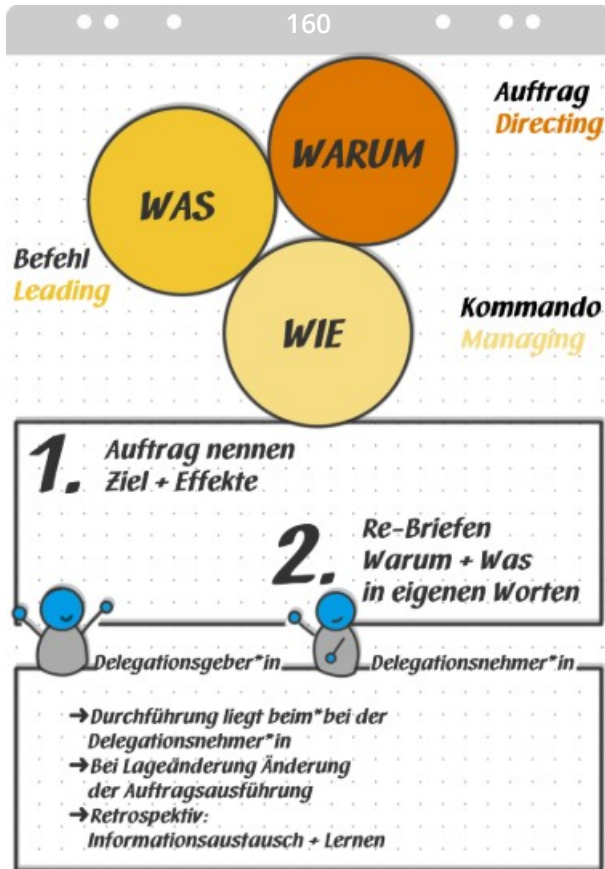 160
WARUM
Auftrag
Directing
WAS
Befehl
Leading
WIE
Kommando
Managing
1. Auftrag nennen
Ziel + Effekte
2. Re-Briefen
Warum + Was
in eigenen Worten
Delegationsgeber*in
Delegationsnehmer*in
→Durchführung liegt beim*bei der
Delegationsnehmer*in
→Bei Lageänderung Änderung
der Auftragsausführung
→Retrospektiv:
Informationsaustausch + Lernen